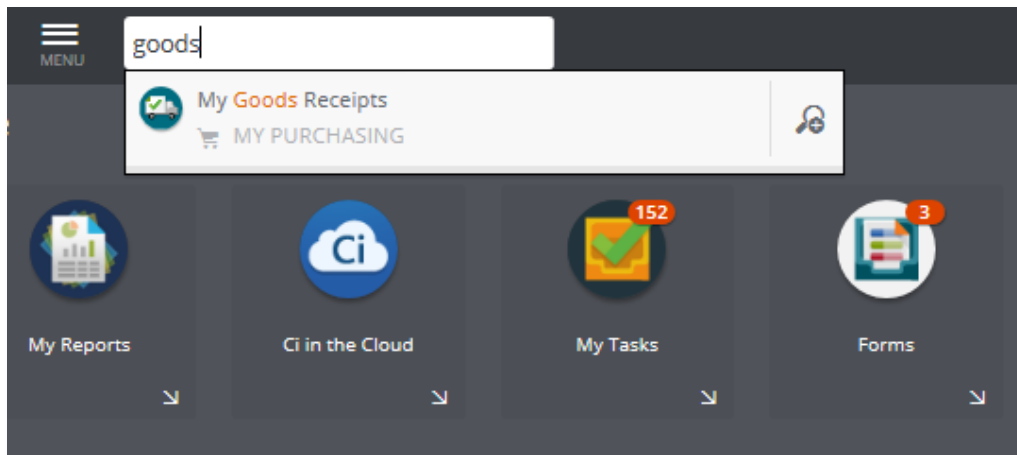 MENU
goods
My Goods Receipts
MY PURCHASING
152
3
Ci
My Reports
Ci in the Cloud
My Tasks
Forms